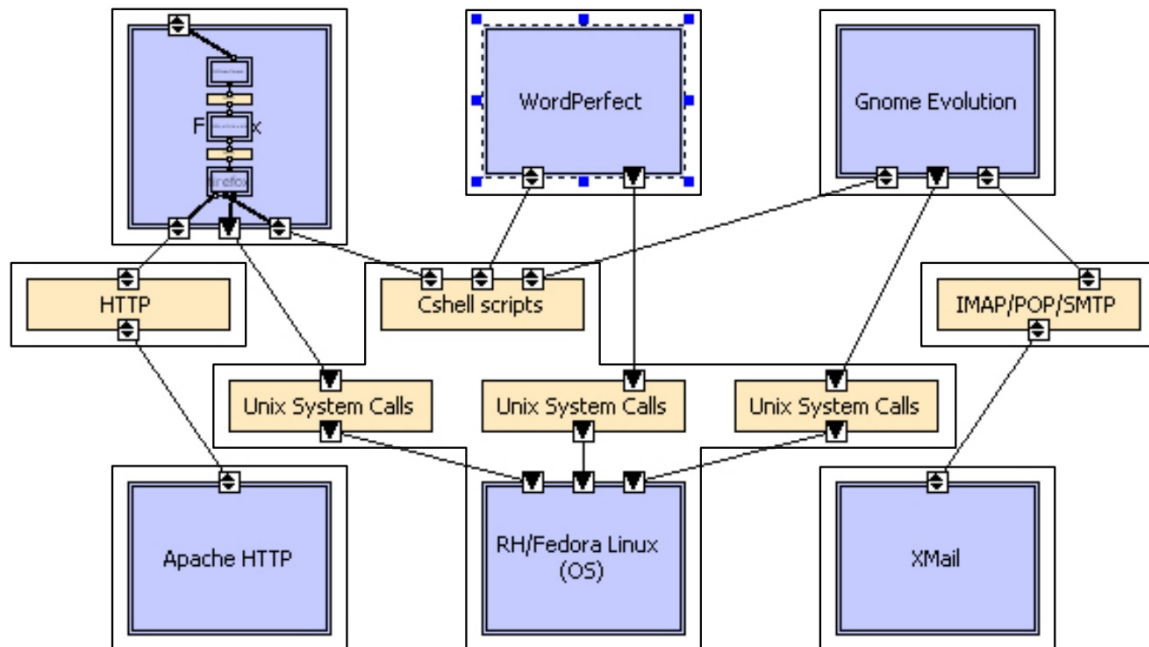 WordPerfect
Gnome Evolution
F x
firefox
HTTP
Cshell scripts
IMAP/POP/SMTP
Unix System Calls
Unix System Calls
Unix System Calls
Apache HTTP
RH/Fedora Linux
(OS)
XMail